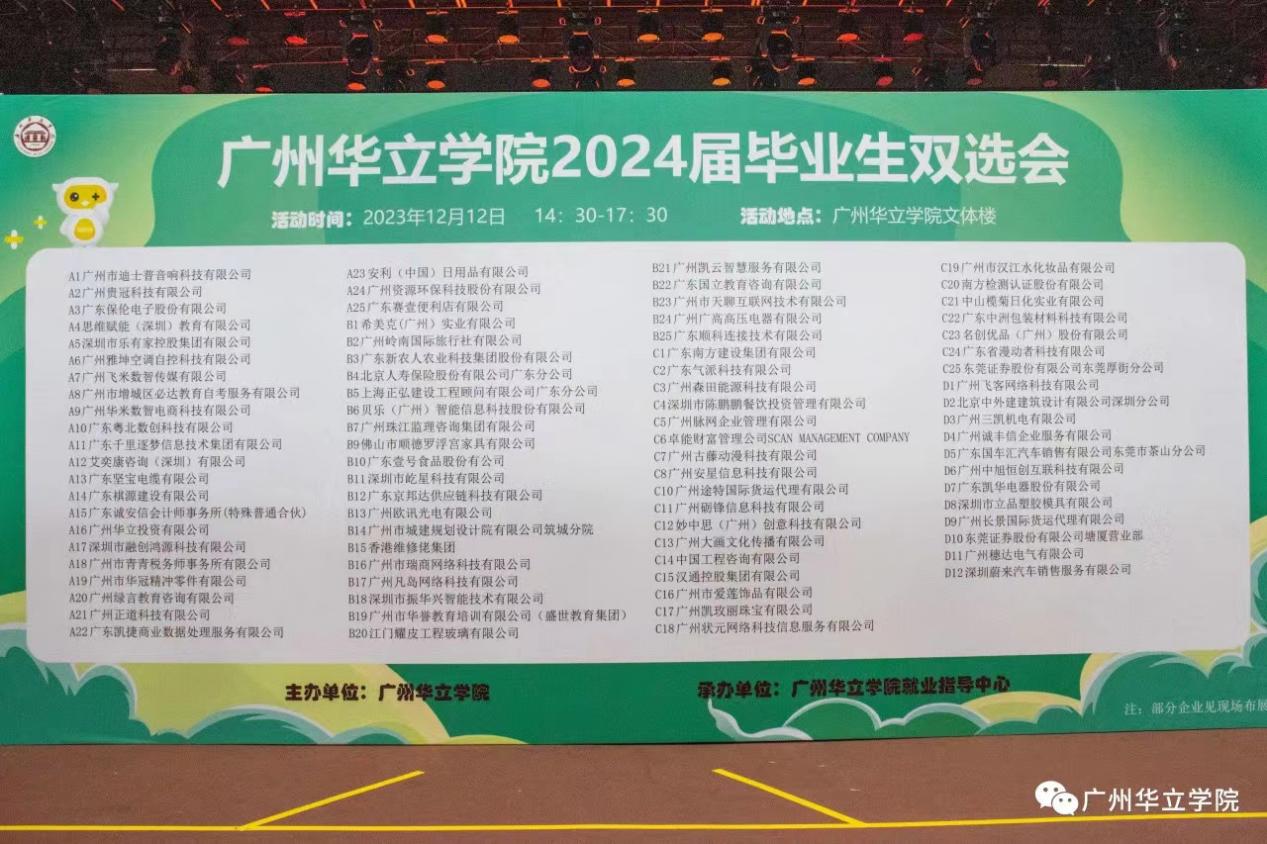 广州华立学院2024届毕业生双选会
活动时间：2023年12月12日 14：30-17：30 活动地点：广州华立学院文体楼
A1广州市迪士普音响科技有限公司
A2广州贵冠科技有限公司
A3广东保伦电子股份有限公司
A4思维赋能（深圳）教育有限公司
A5深圳市乐有家控股集团有限公司
A6广州雅坤空调自控科技有限公司
A7广州飞米数智传媒有限公司
A8广州市增城区必达教育自考服务有限公司
A9广州华米数智电商科技有限公司
A10广东粤北数创科技有限公司
A11广东千里逐梦信息技术集团有限公司
A12艾奕康咨询（深圳）有限公司
A13广东坚宝电缆有限公司
A14广东祺源建设有限公司
A15广东诚安信会计师事务所(特殊普通合伙)
A16广州华立投资有限公司
A17深圳市融创鸿源科技有限公司
A18广州市青青税务师事务所有限公司
A19广州市华冠精冲零件有限公司
A20广州绿言教育咨询有限公司
A21广州正道科技有限公司
A22广东凯捷商业数据处理服务有限公司
A23安利（中国）日用品有限公司
A24广州资源环保科技股份有限公司
A25广东赛壹便利店有限公司
B1希美克(广州）实业有限公司
B2广州岭南国际旅行社有限公司
B3广东新农人农业科技集团股份有限公司
B4北京人寿保险股份有限公司广东分公司
B5上海正弘建设工程顾问有限公司广东分公司
B6贝乐（广州）智能信息科技股份有限公司
B7广州珠江监理咨询集团有限公司
B9佛山市顺德罗浮宫家具有限公司
B10广东壹号食品股份有公司
B11深圳市屹星科技有限公司
B12广东京邦达供应链科技有限公司
B13广州欧讯光电有限公司
B14广州市城建规划设计院有限公司筑城分院
B15香港维修佬集团
B16广州市瑞商网络科技有限公司
B17广州凡岛网络科技有限公司
B18深圳市振华兴智能技术有限公司
B19广州市华誉教育培训有限公司（盛世教育集团）
B20江门耀皮工程玻璃有限公司
B21广州凯云智慧服务有限公司
B22广东国立教育咨询有限公司
B23广州市天聊互联网技术有限公司
B24广州广高高压电器有限公司
B25广东顺科连接技术有限公司
C1广东南方建设集团有限公司
C2广东气派科技有限公司
C3广州森田能源科技有限公司
C4深圳市陈鹏鹏餐饮投资管理有限公司
C5广州脉网企业管理有限公司
C6卓能财富管理公司SCAN MANAGEMENT COMPANY
C7广州古藤动漫科技有限公司
C8广州安星信息科技有限公司
C10广州途特国际货运代理有限公司
C11广州砺锋信息科技有限公司
C12妙中思（广州）创意科技有限公司
C13广州大画文化传播有限公司
C14中国工程咨询有限公司
C15汉通控股集团有限公司
C16广州市爱莲饰品有限公司
C17广州凯玫丽珠宝有限公司
C18广州状元网络科技信息服务有限公司
C19广州市汉江水化妆品有限公司
C20南方检测认证股份有限公司
C21中山榄菊日化实业有限公司
C22广东中洲包装材料科技有限公司
C23名创优品（广州）股份有限公司
C24广东省漫动者科技有限公司
C25东莞证券股份有限公司东莞厚街分公司
D1广州飞客网络科技有限公司
D2北京中外建建筑设计有限公司深圳分公司
D3广州三凯机电有限公司
D4广州诚丰信企业服务有限公司
D5广东国车汇汽车销售有限公司东莞市茶山分公司
D6广州中旭恒创互联科技有限公司
D7广东凯华电器股份有限公司
D8深圳市立品塑胶模具有限公司
D9广州长景国际货运代理有限公司
D10东莞证券股份有限公司塘厦营业部
D11广州穗达电气有限公司
D12深圳蔚来汽车销售服务有限公司
主办单位：广州华立学院 承办单位：广州华立学院就业指导中心
注：部分企业见现场布展
广州华立学院